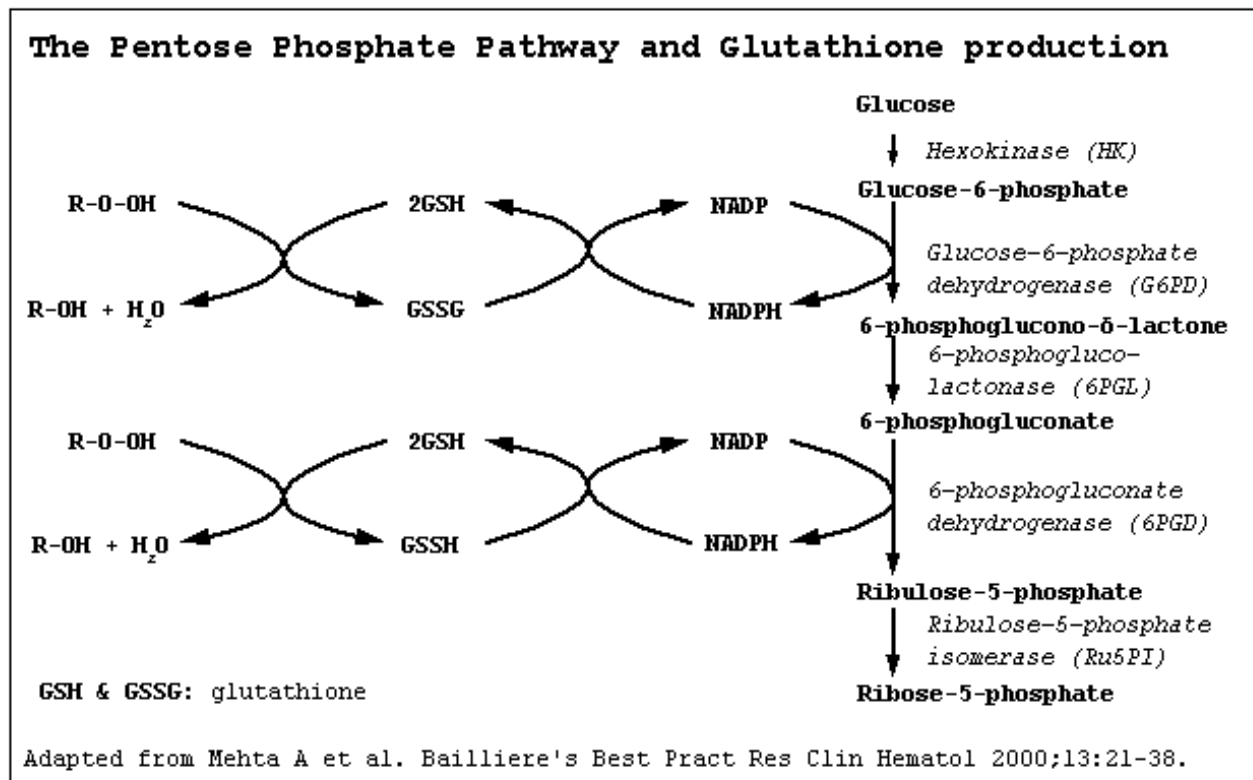 The Pentose Phosphate Pathway and Glutathione production
Glucose
Hexokinase (HK)
R-O-OH 2GSH NADP Glucose-6-phosphate
Glucose-6-phosphate
dehydrogenase (G6PD)
R-OH + H₂O GSSG NADPH
6-phosphoglucono-δ-lactone
6-phosphogluco-
lactonase (6PGL)
6-phosphogluconate
R-O-OH 2GSH NADP
6-phosphogluconate
dehydrogenase (6PGD)
R-OH + H₂O GSSH NADPH
Ribulose-5-phosphate
Ribulose-5-phosphate
isomerase (Ru5PI)
GSH & GSSG: glutathione Ribose-5-phosphate
Adapted from Mehta A et al. Bailliere's Best Pract Res Clin Hematol 2000;13:21-38.